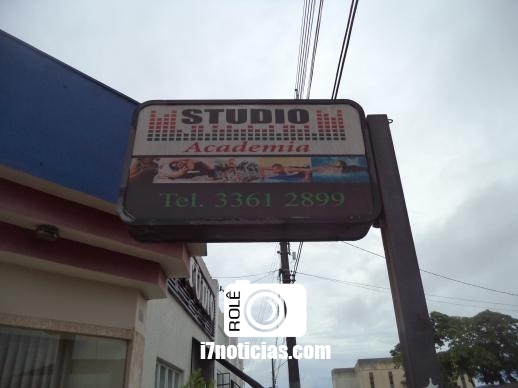 STUDIO
Academia
Tel. 3361 2899
ROLÊ
i7noticias.com